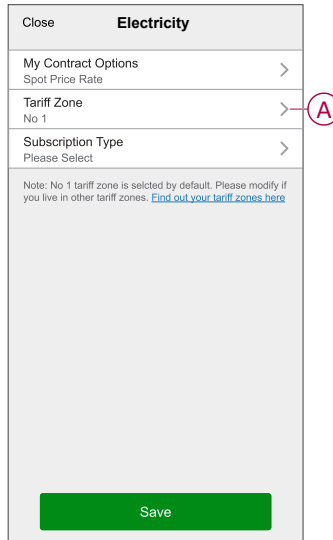 Close Electricity
My Contract Options
Spot Price Rate
Tariff Zone
No 1
A
Subscription Type
Please Select
Note: No 1 tariff zone is selcted by default. Please modify if
you live in other tariff zones. Find out your tariff zones here
Save